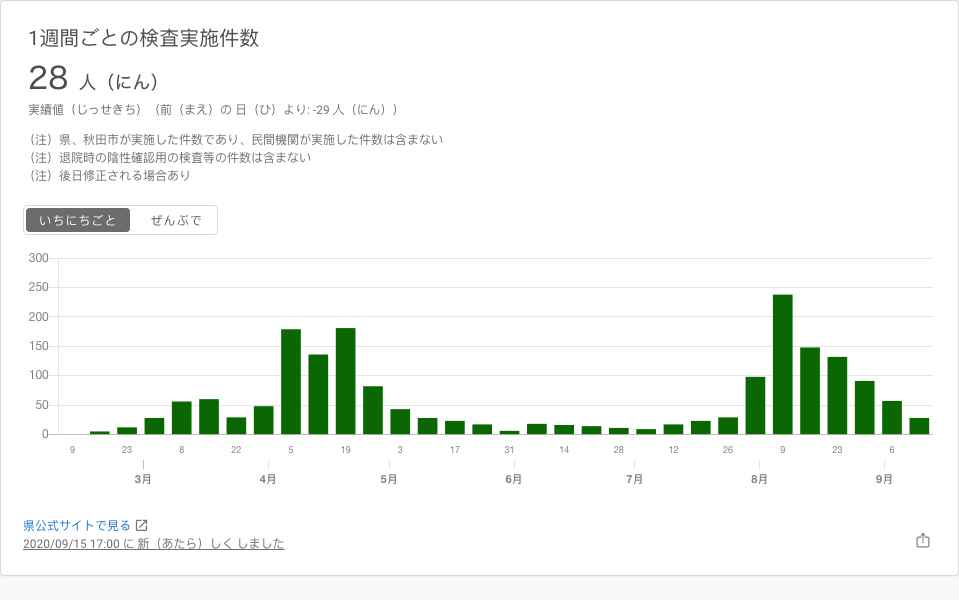 1週間ごとの検査実施件数
28 人（にん）
実績値（じっせきち）（前（まえ）の 日（ひ）より: -29 人（にん））
（注）県、秋田市が実施した件数であり、民間機関が実施した件数は含まない
（注）退院時の陰性確認用の検査等の件数は含まない
（注）後日修正される場合あり
いちにちごと ぜんぶで
300
250
200
150
100
50
0
9 23 8 22 5 19 3 17 31 14 28 12 26 9 23 6
3月 4月 5月 6月 7月 8月 9月
県公式サイトで見る
2020/09/15 17:00 に 新（あたら）しく しました